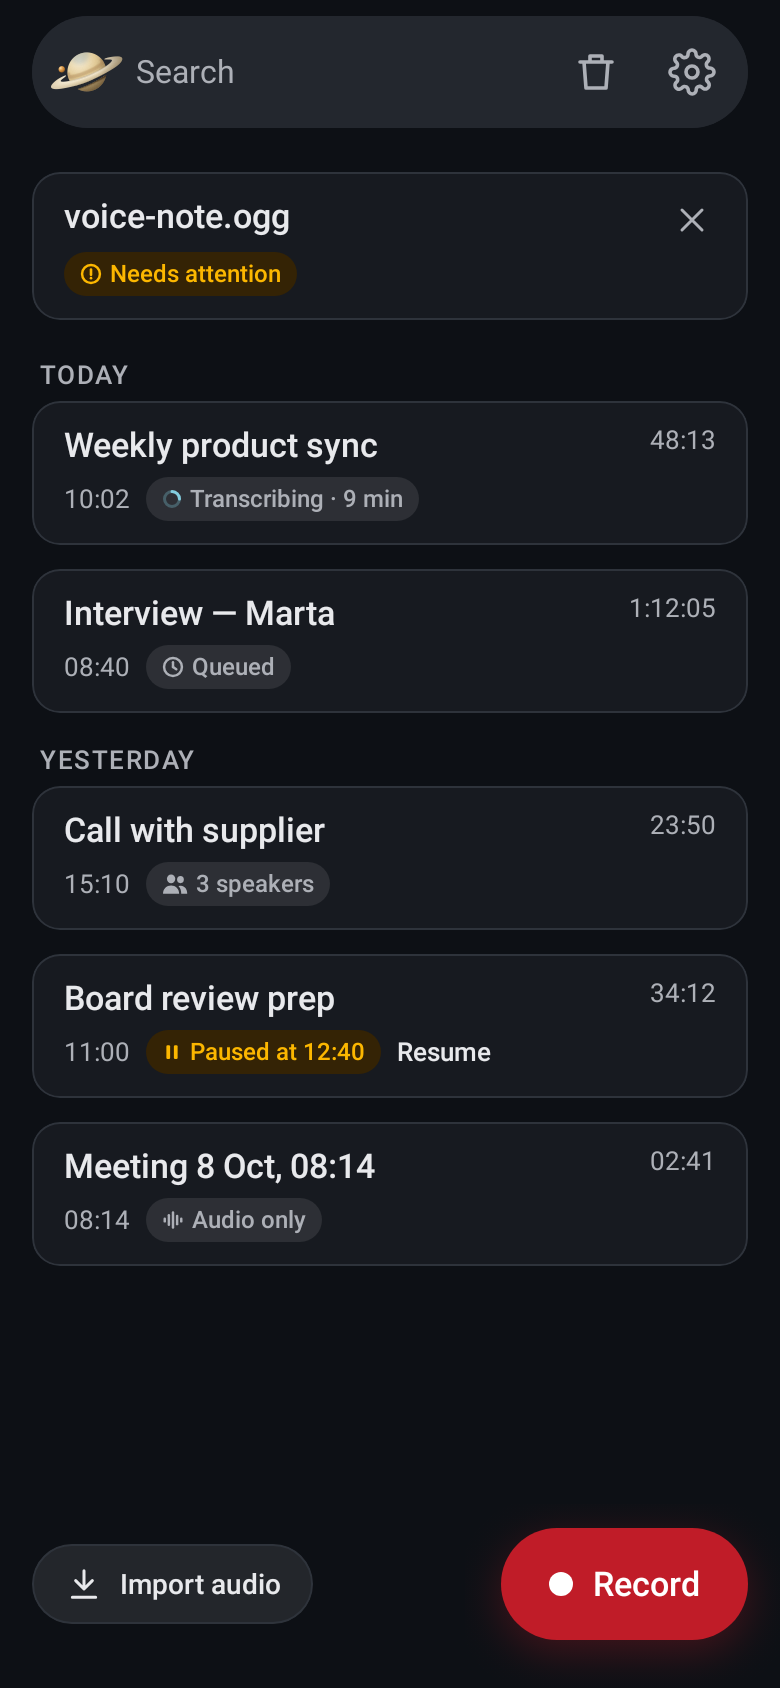 Search
voice-note.ogg
Needs attention
TODAY
Weekly product sync
48:13
10:02
Transcribing · 9 min
Interview — Marta
1:12:05
08:40
Queued
YESTERDAY
Call with supplier
23:50
15:10
3 speakers
Board review prep
34:12
11:00
Paused at 12:40
Resume
Meeting 8 Oct, 08:14
02:41
08:14
Audio only
Import audio
Record